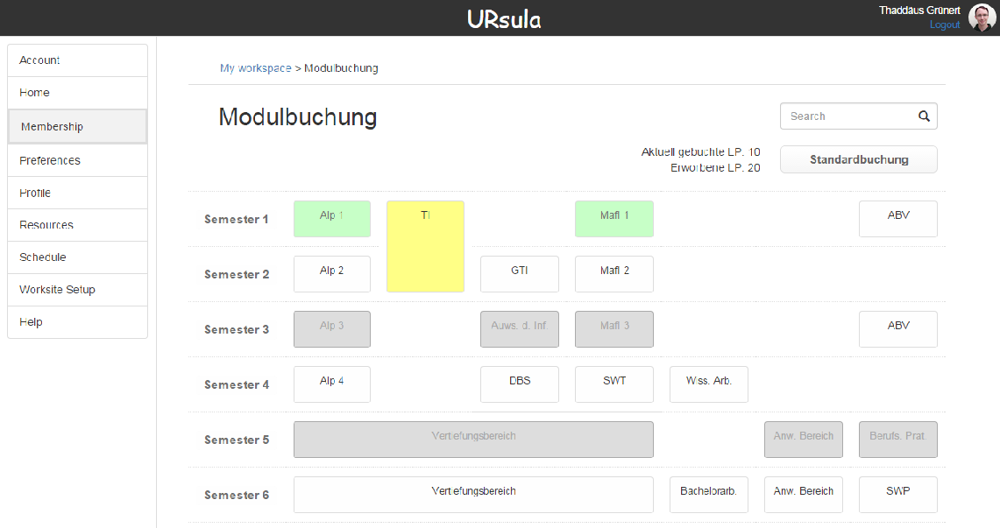 URsula
Thaddäus Grünert
Logout
Account
Home
Membership
Preferences
Profile
Resources
Schedule
Worksite Setup
Help
My workspace > Modulbuchung
Modulbuchung
Search
Aktuell gebuchte LP: 10
Erworbene LP: 20
Standardbuchung
Semester 1 Alp 1 TI MafI 1 ABV
Semester 2 Alp 2 GTI MafI 2
Semester 3 Alp 3 Auws. d. Inf. MafI 3 ABV
Semester 4 Alp 4 DBS SWT Wiss. Arb.
Semester 5 Vertiefungsbereich Anw. Bereich Berufs. Prat.
Semester 6 Vertiefungsbereich Bachelorarb. Anw. Bereich SWP